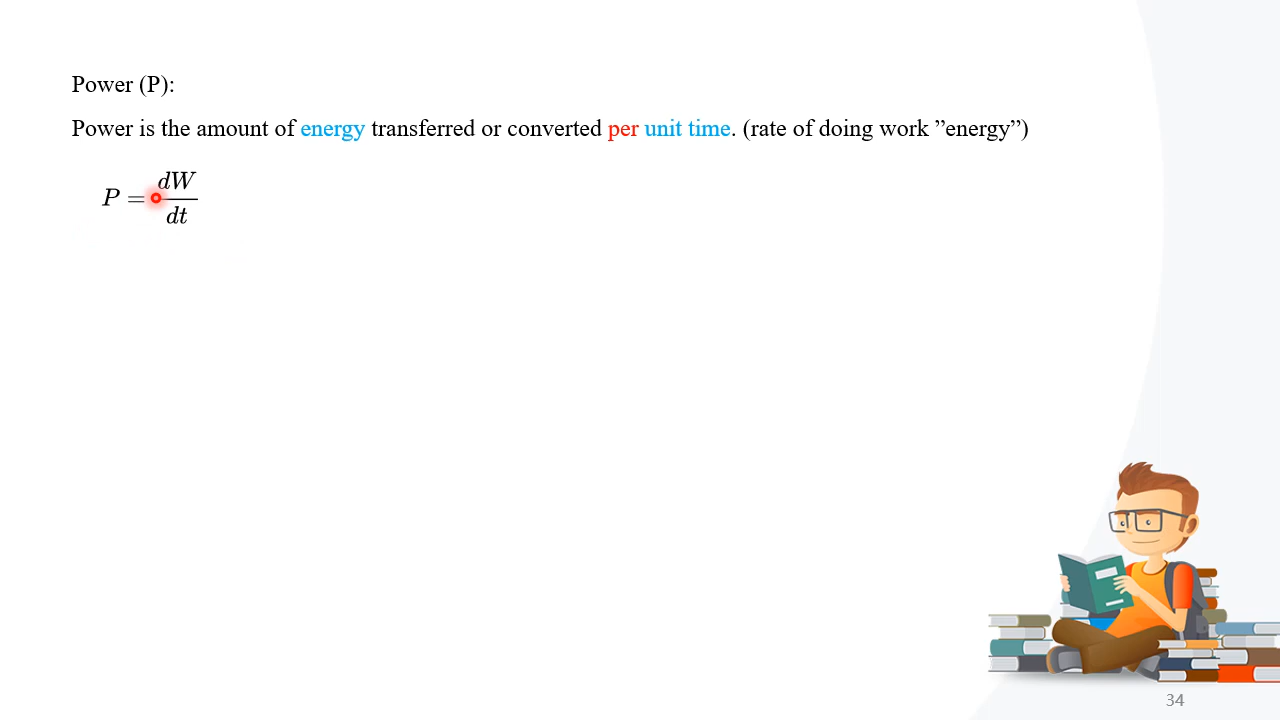 Power (P):
Power is the amount of energy transferred or converted per unit time. (rate of doing work ”energy”)
P = dW/dt
34